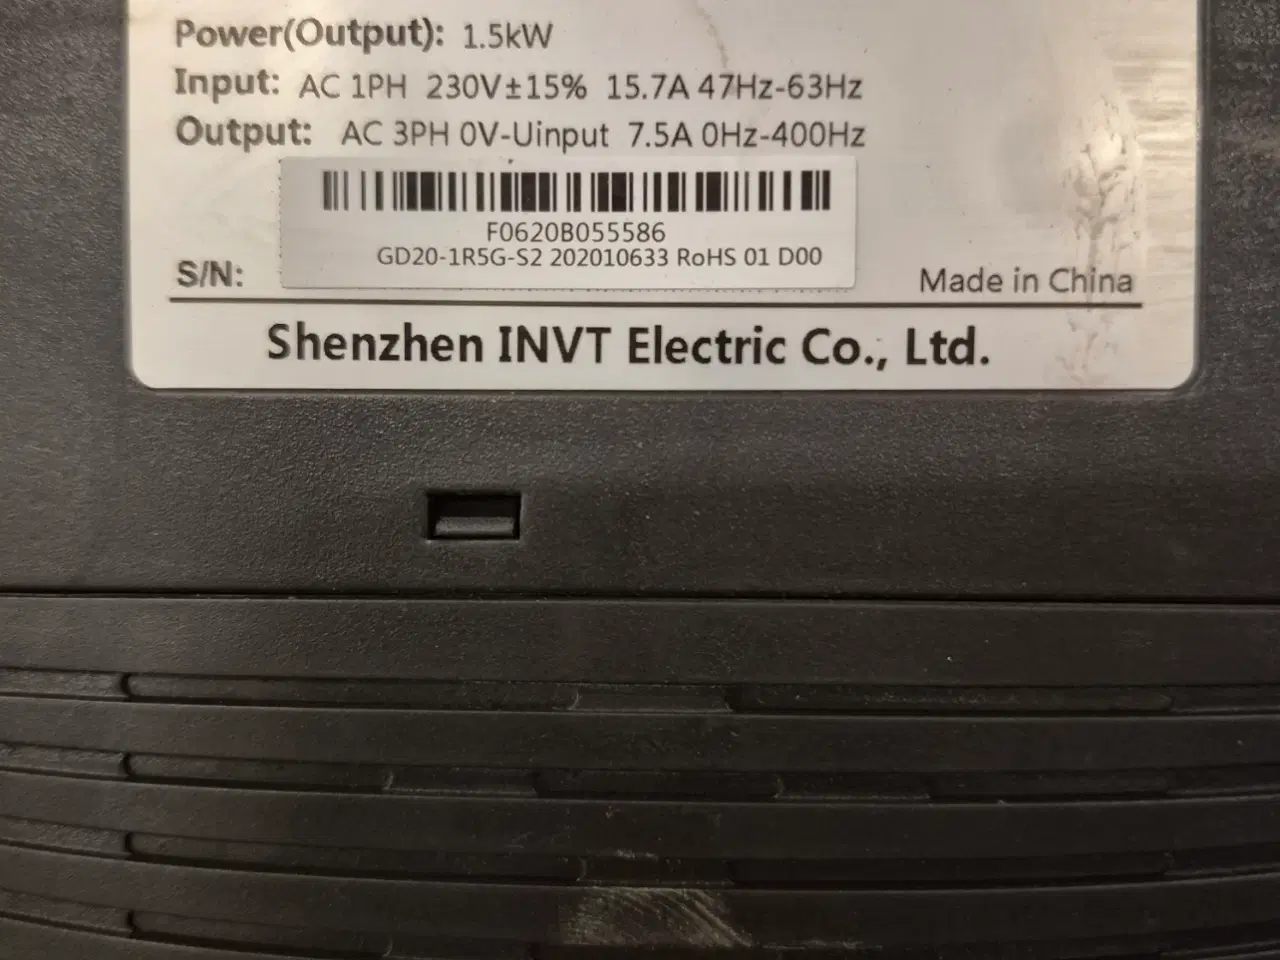 Power(Output): 1.5kW
Input: AC 1PH 230V±15% 15.7A 47Hz-63Hz
Output: AC 3PH 0V-Uinput 7.5A 0Hz-400Hz
F0620B055586
GD20-1R5G-S2 202010633 RoHS 01 D00
S/N:
Made in China
Shenzhen INVT Electric Co., Ltd.